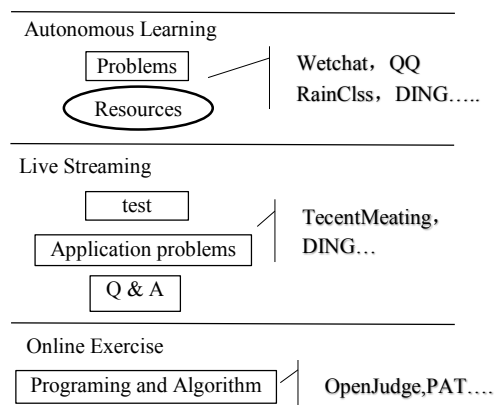 Autonomous Learning
Problems
Resources
Wetchat，QQ
RainClss，DING…..
Live Streaming
test
Application problems
Q & A
TecentMeating，
DING…
Online Exercise
Programing and Algorithm
OpenJudge,PAT….